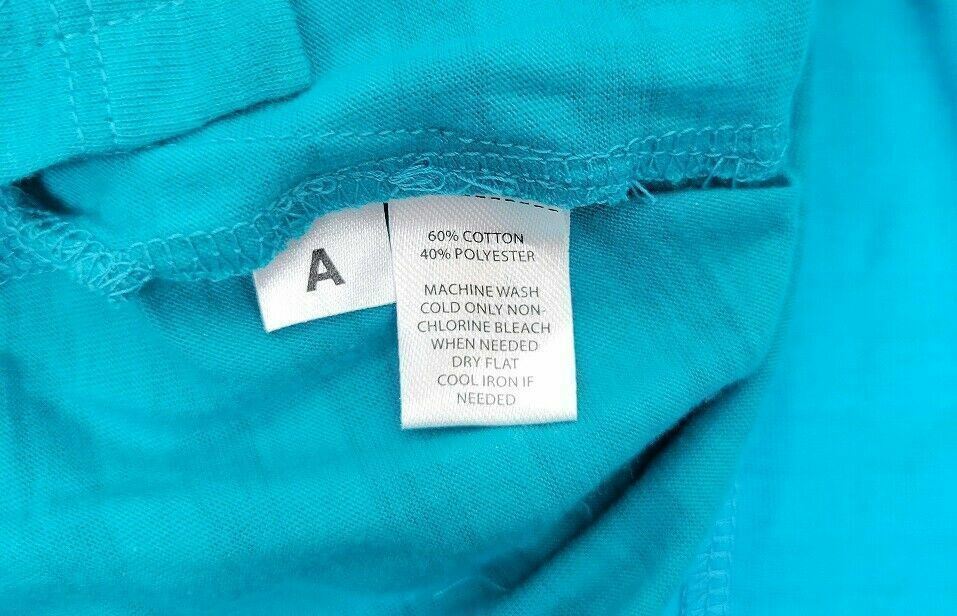 A
60% COTTON
40% POLYESTER
MACHINE WASH
COLD ONLY NON-
CHLORINE BLEACH
WHEN NEEDED
DRY FLAT
COOL IRON IF
NEEDED